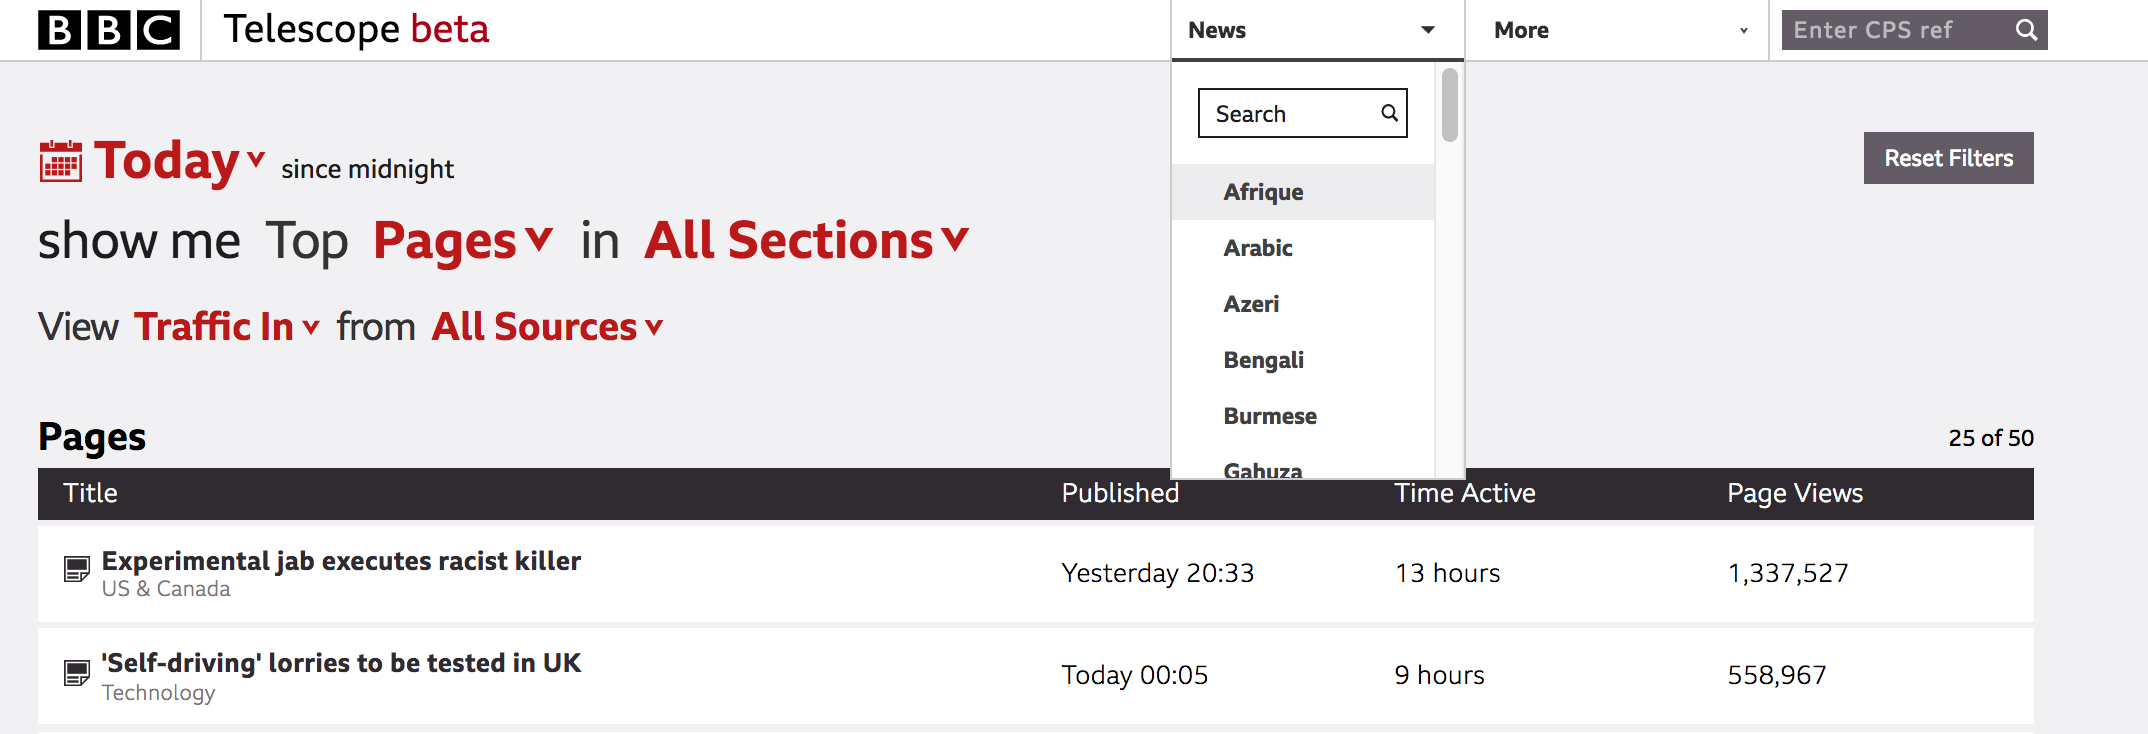 BBC Telescope beta News More Enter CPS ref
Search
Afrique
Arabic
Azeri
Bengali
Burmese
Gahuza
Today since midnight
Reset Filters
show me Top Pages in All Sections
View Traffic In from All Sources
Pages 25 of 50
Title Published Time Active Page Views
Experimental jab executes racist killer Yesterday 20:33 13 hours 1,337,527
US & Canada
'Self-driving' lorries to be tested in UK Today 00:05 9 hours 558,967
Technology